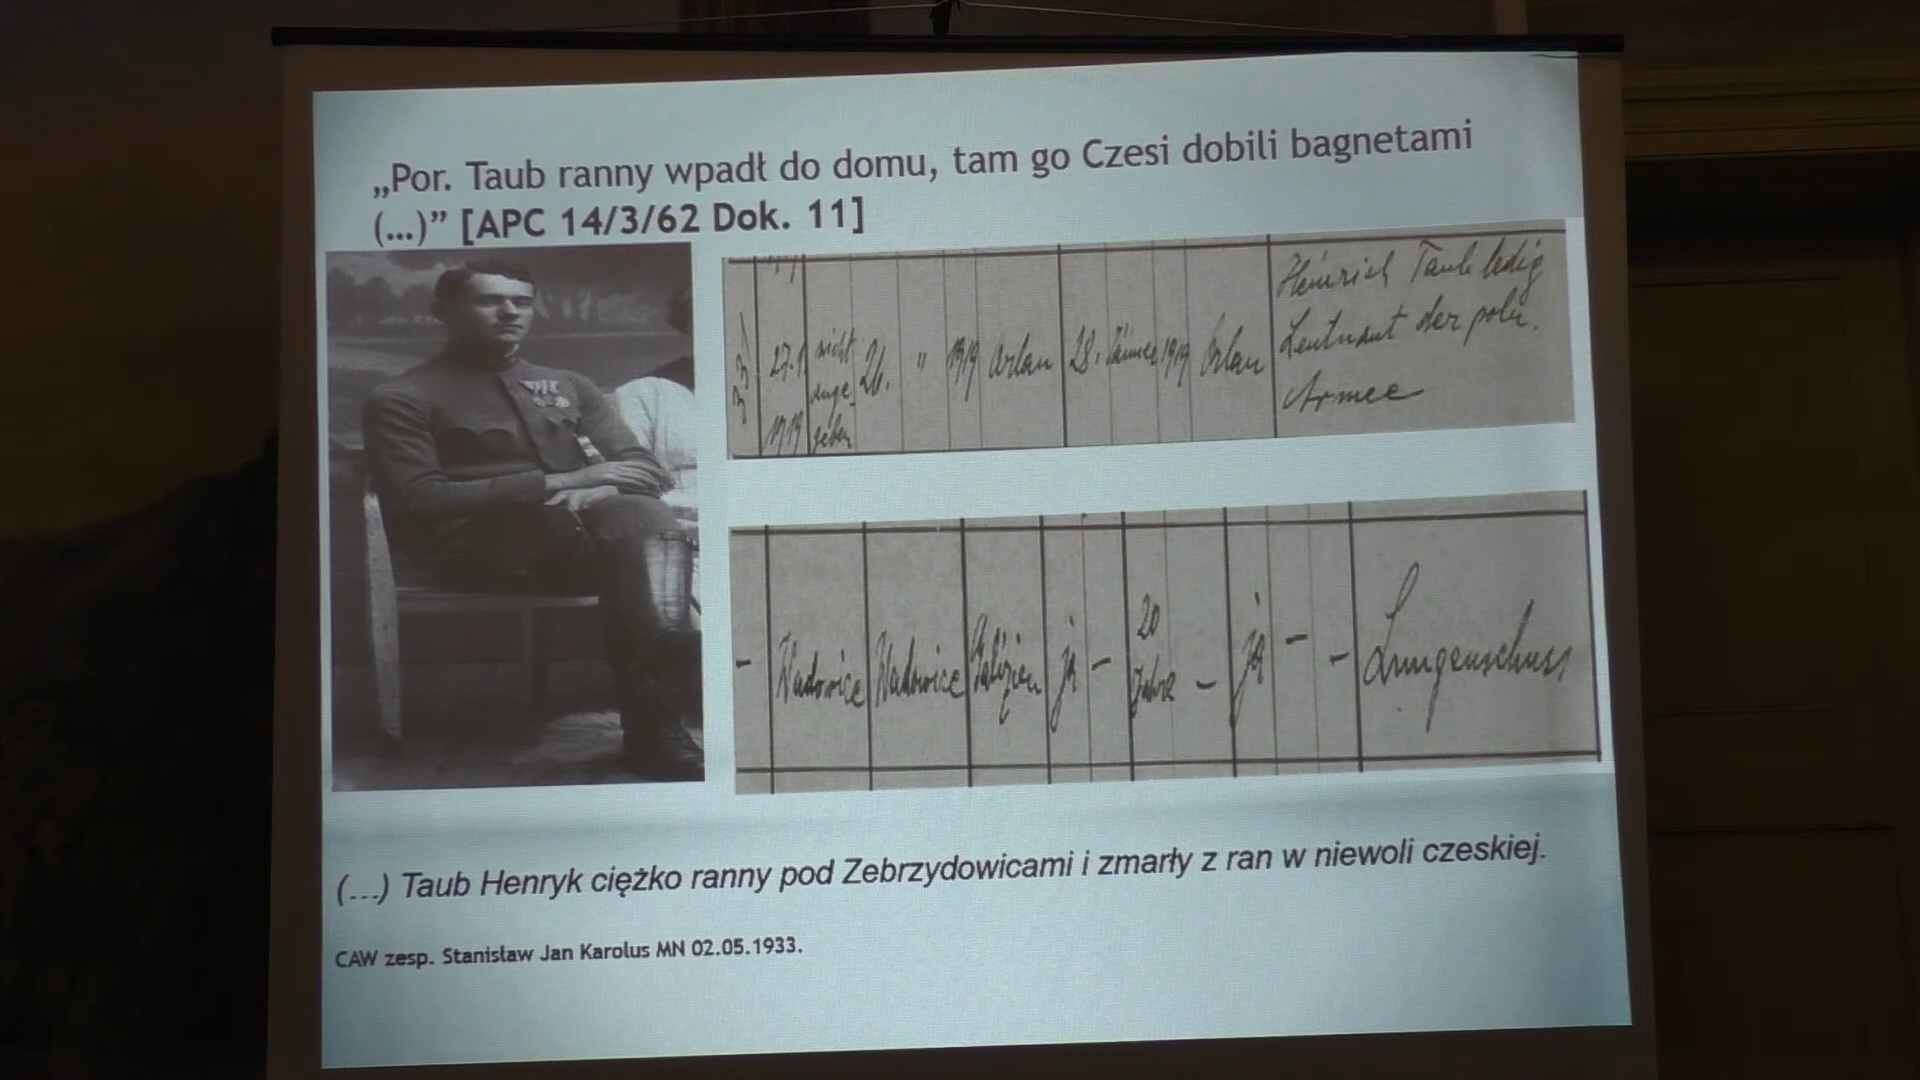 „Por. Taub ranny wpadł do domu, tam go Czesi dobili bagnetami
(...)” [APC 14/3/62 Dok. 11]
Heinrich Taub ledig
Leutnant der poln.
Armee
27.1 nicht 26. " 1919 Orlau 28. Jänner 1919 Orlau
ange-
1919 geben
20
- Wadowice Wadowice Galizien ja - Jahre - ja - - Lungenschuss
(...) Taub Henryk ciężko ranny pod Zebrzydowicami i zmarły z ran w niewoli czeskiej.
CAW zesp. Stanisław Jan Karolus MN 02.05.1933.